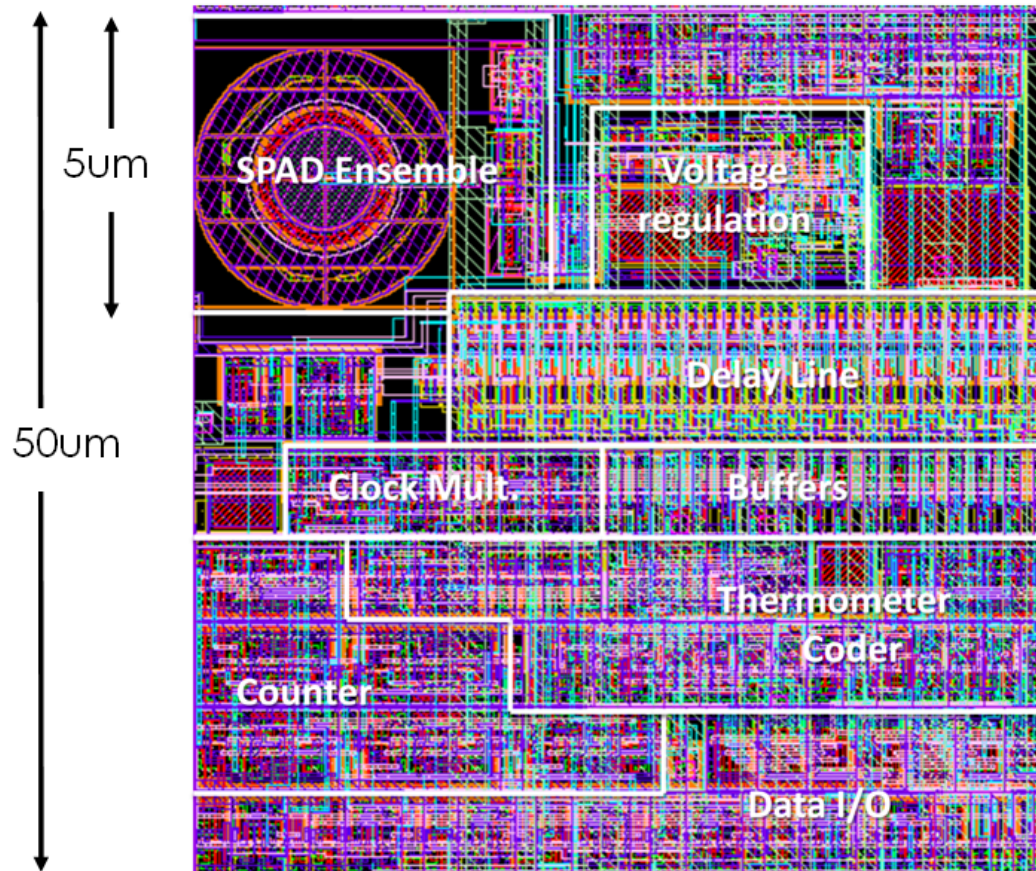 5um
50um
SPAD Ensemble
Voltage
regulation
Delay Line
Clock Mult.
Buffers
Thermometer
Coder
Counter
Data I/O